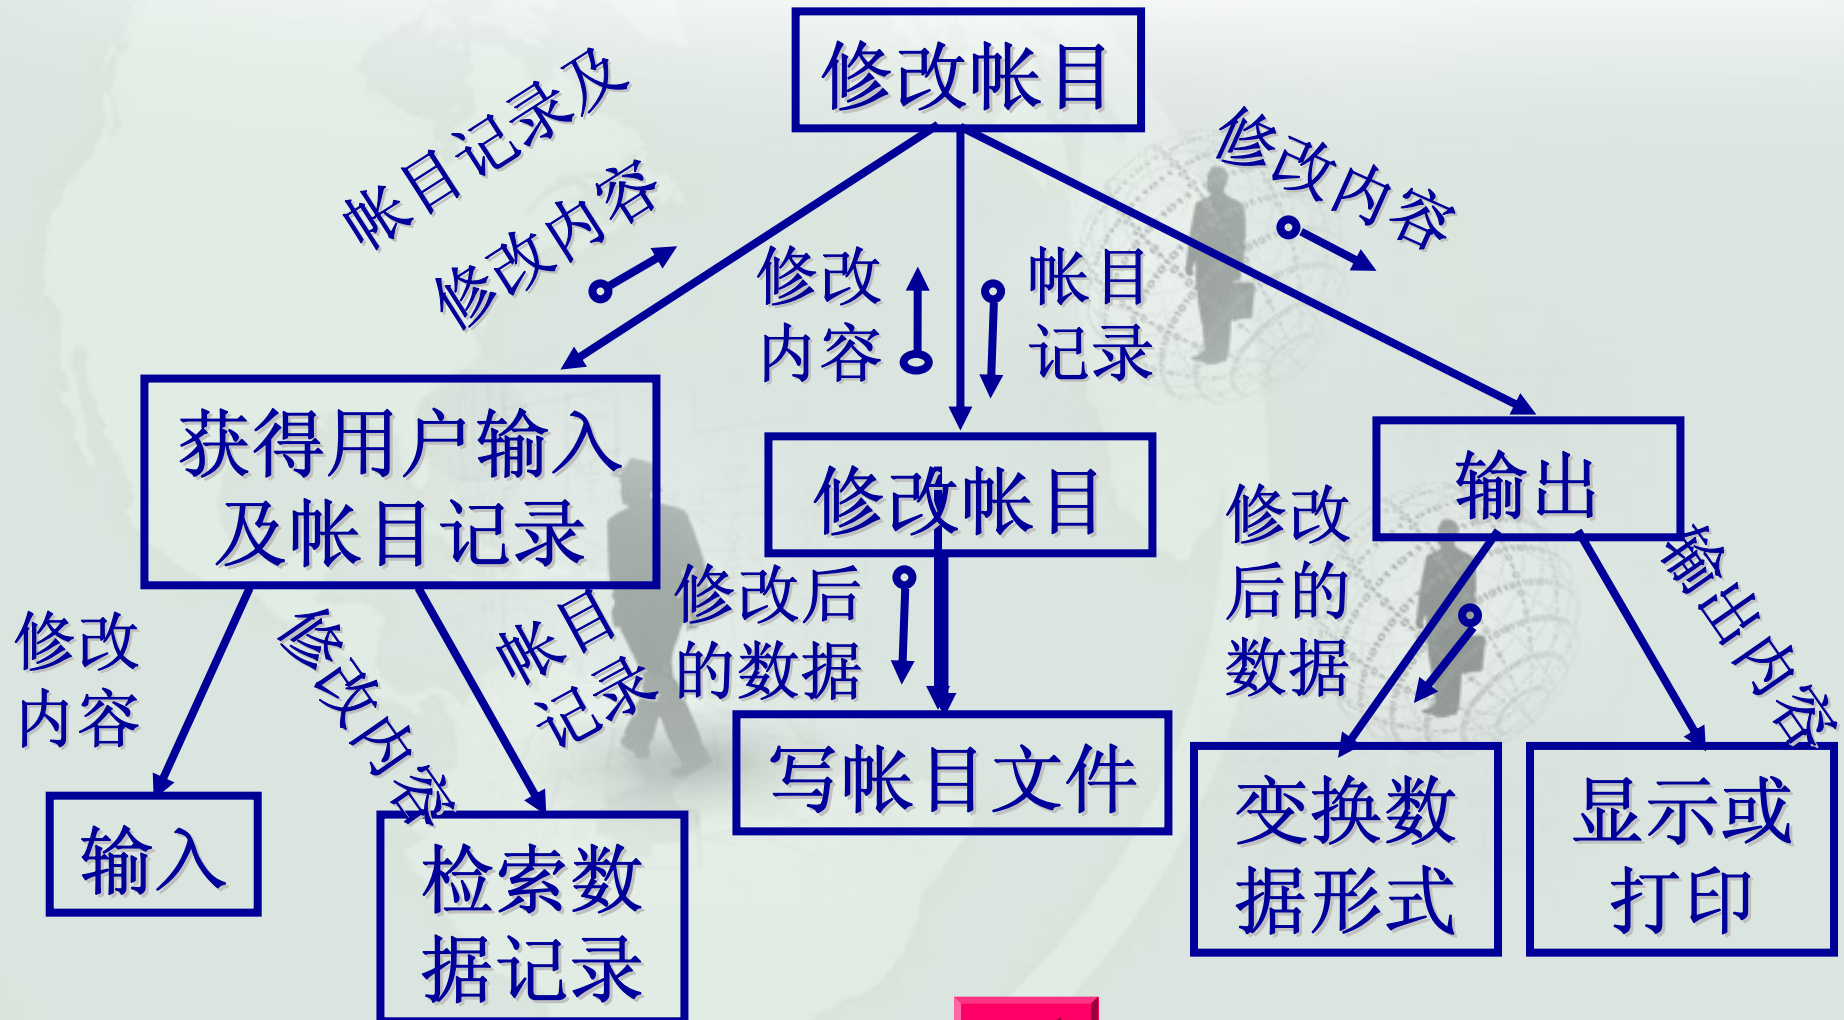 修改帐目
帐目记录及
修改内容
修改
内容
帐目
记录
修改内容
获得用户输入
及帐目记录
修改帐目
输出
修改
内容
修改内容
帐目
记录
修改后
的数据
修改
后的
数据
输出内容
输入
检索数
据记录
写帐目文件
变换数
据形式
显示或
打印